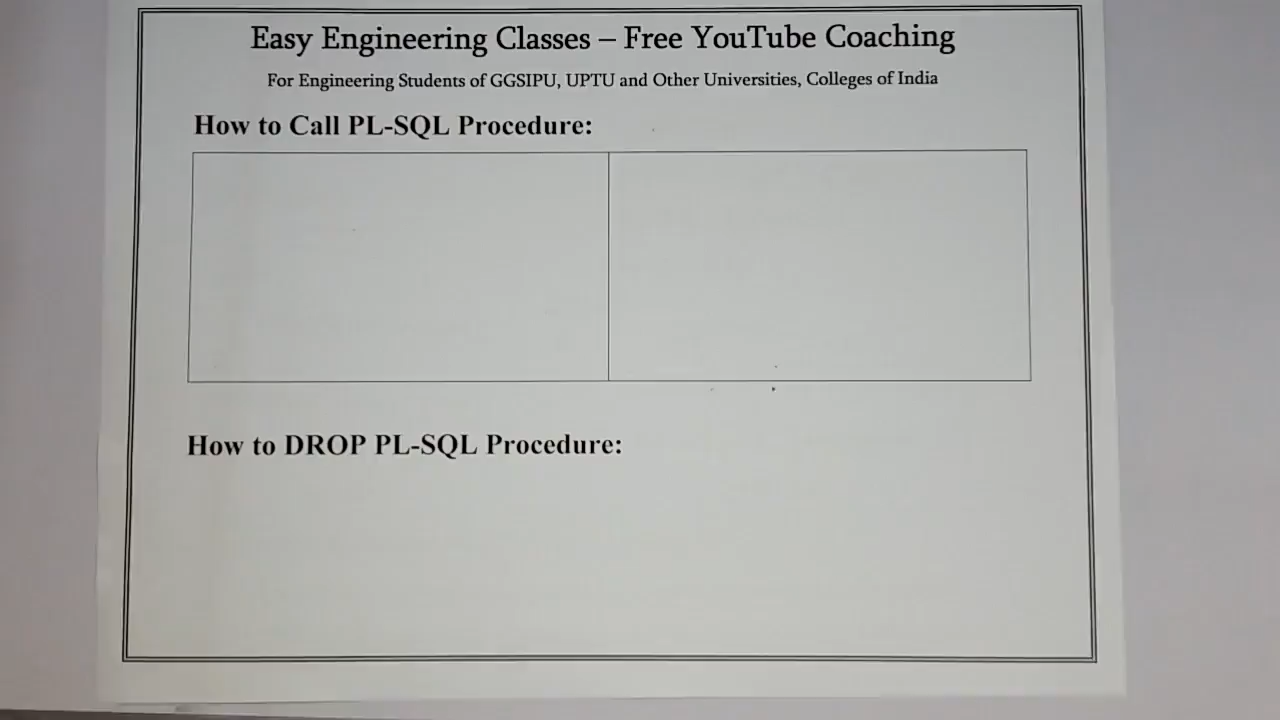 Easy Engineering Classes – Free YouTube Coaching
For Engineering Students of GGSIPU, UPTU and Other Universities, Colleges of India
How to Call PL-SQL Procedure:
How to DROP PL-SQL Procedure: